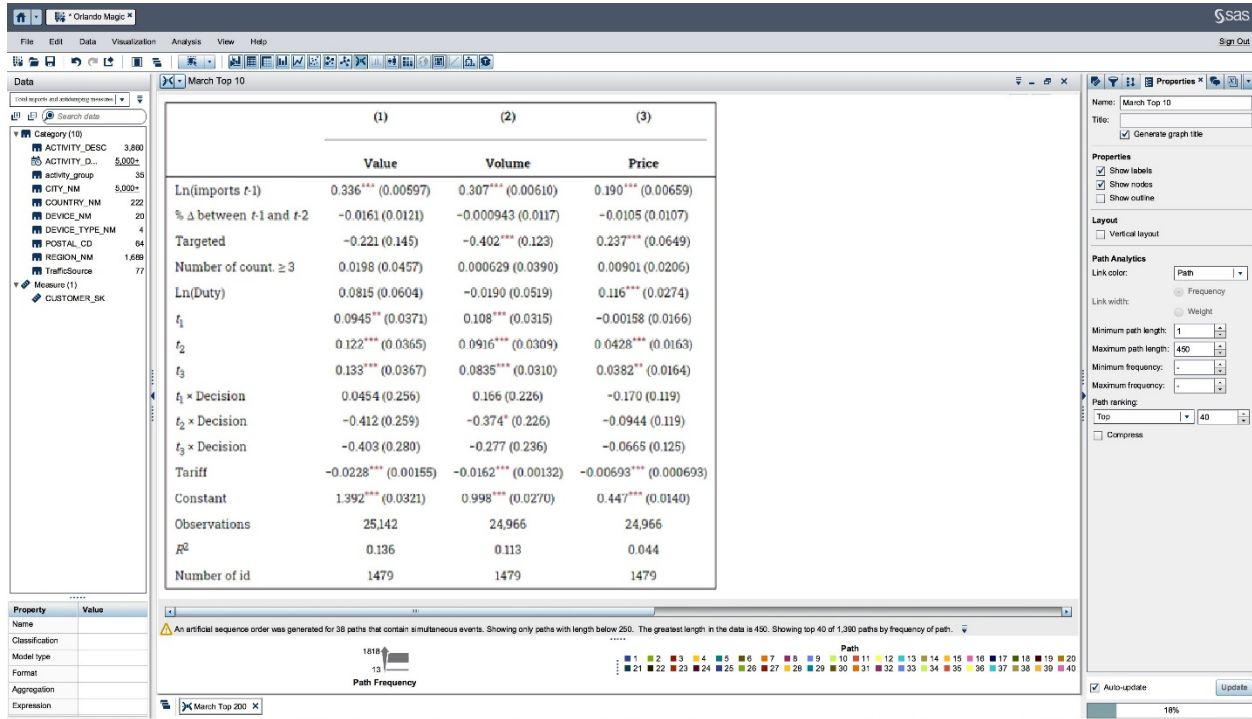 * Orlando Magic
sas
File Edit Data Visualization Analysis View Help
Sign Out
Data
Total imports and antidumping measures
Search data
Category (10)
ACTIVITY_DESC 3,860
ACTIVITY_D... 5,000+
activity_group 35
CITY_NM 5,000+
COUNTRY_NM 222
DEVICE_NM 20
DEVICE_TYPE_NM 4
POSTAL_CD 64
REGION_NM 1,689
TrafficSource 77
Measure (1)
CUSTOMER_SK
Property Value
Name
Classification
Model type
Format
Aggregation
Expression
March Top 10
(1) (2) (3)
Value Volume Price
Ln(imports t-1) 0.336*** (0.00597) 0.307*** (0.00610) 0.190*** (0.00659)
% Δ between t-1 and t-2 −0.0161 (0.0121) −0.000943 (0.0117) −0.0105 (0.0107)
Targeted −0.221 (0.145) −0.402*** (0.123) 0.237*** (0.0649)
Number of count. ≥ 3 0.0198 (0.0457) 0.000629 (0.0390) 0.00901 (0.0206)
Ln(Duty) 0.0815 (0.0604) −0.0190 (0.0519) 0.116*** (0.0274)
t₁ 0.0945** (0.0371) 0.108*** (0.0315) −0.00158 (0.0166)
t₂ 0.122*** (0.0365) 0.0916*** (0.0309) 0.0428*** (0.0163)
t₃ 0.133*** (0.0367) 0.0835*** (0.0310) 0.0382** (0.0164)
t₁ × Decision 0.0454 (0.256) 0.166 (0.226) −0.170 (0.119)
t₂ × Decision −0.412 (0.259) −0.374* (0.226) −0.0944 (0.119)
t₃ × Decision −0.403 (0.280) −0.277 (0.236) −0.0665 (0.125)
Tariff −0.0228*** (0.00155) −0.0162*** (0.00132) −0.00693*** (0.000693)
Constant 1.392*** (0.0321) 0.998*** (0.0270) 0.447*** (0.0140)
Observations 25,142 24,966 24,966
R² 0.136 0.113 0.044
Number of id 1479 1479 1479
An artificial sequence order was generated for 38 paths that contain simultaneous events. Showing only paths with length below 250. The greatest length in the data is 450. Showing top 40 of 1,390 paths by frequency of path.
1818
13
Path Frequency
Path
1 2 3 4 5 6 7 8 9 10 11 12 13 14 15 16 17 18 19 20
21 22 23 24 25 26 27 28 29 30 31 32 33 34 35 36 37 38 39 40
March Top 200
Properties
Name: March Top 10
Title:
Generate graph title
Properties
Show labels
Show nodes
Show outline
Layout
Vertical layout
Path Analytics
Link color: Path
Link width: Frequency
Weight
Minimum path length: 1
Maximum path length: 450
Minimum frequency: -
Maximum frequency: -
Path ranking:
Top 40
Compress
Auto-update Update
18%